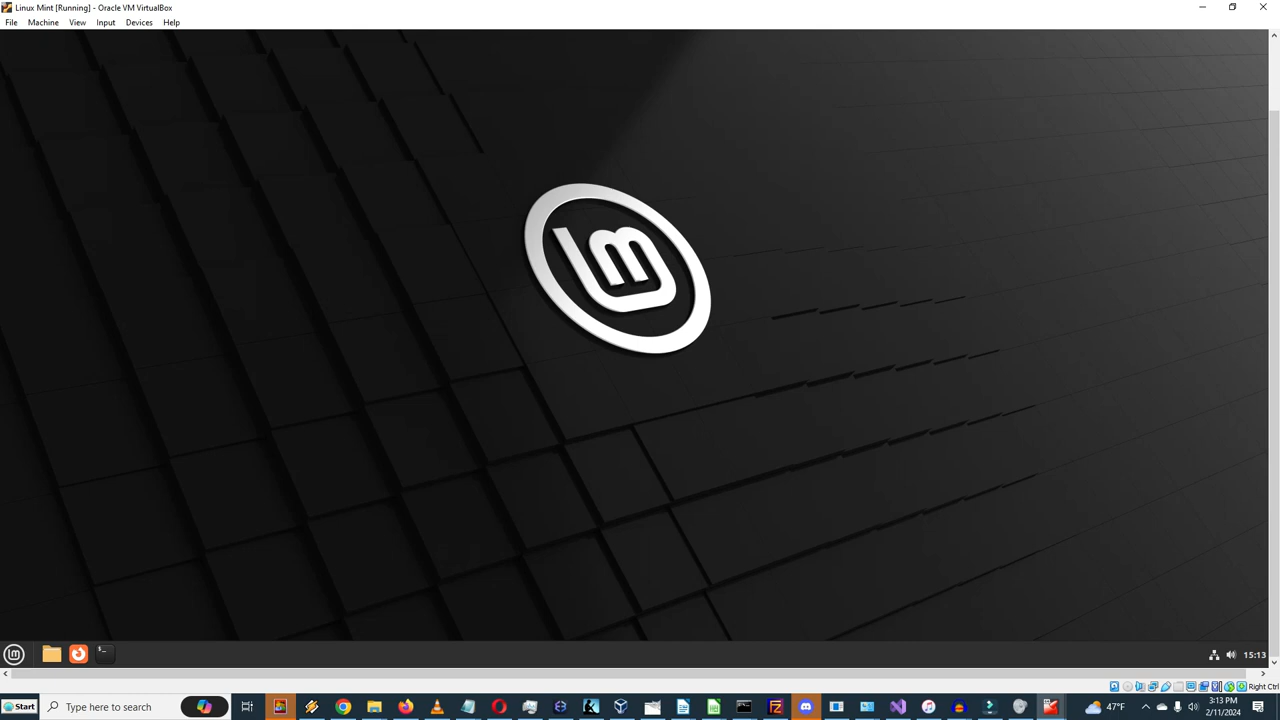 Linux Mint [Running] - Oracle VM VirtualBox
File Machine View Input Devices Help
lm
15:13
Right Ctrl
Start
Type here to search
47°F
3:13 PM
2/11/2024